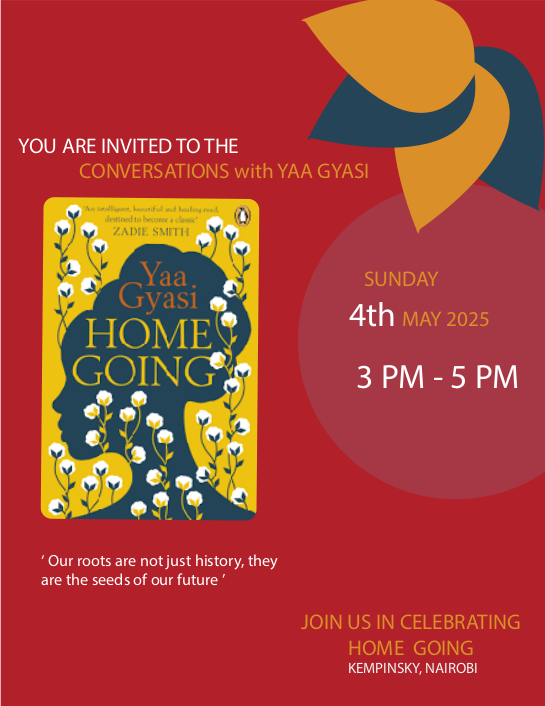 YOU ARE INVITED TO THE
CONVERSATIONS with YAA GYASI
'An intelligent, beautiful and healing read,
destined to become a classic'
ZADIE SMITH
Yaa
Gyasi
HOME
GOING
SUNDAY
4th MAY 2025
3 PM - 5 PM
‘ Our roots are not just history, they
are the seeds of our future ’
JOIN US IN CELEBRATING
HOME GOING
KEMPINSKY, NAIROBI